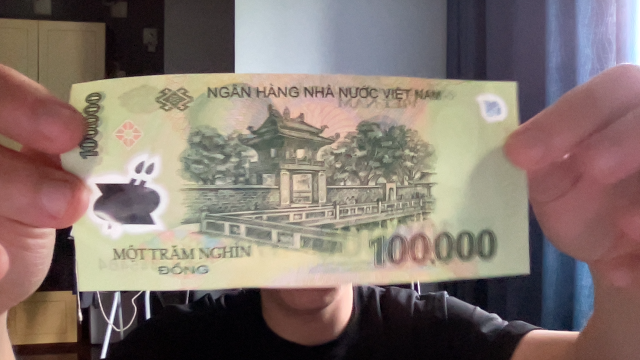 NGÂN HÀNG NHÀ NƯỚC VIỆT NAM
100000
MỘT TRĂM NGHÌN
ĐỒNG
100.000